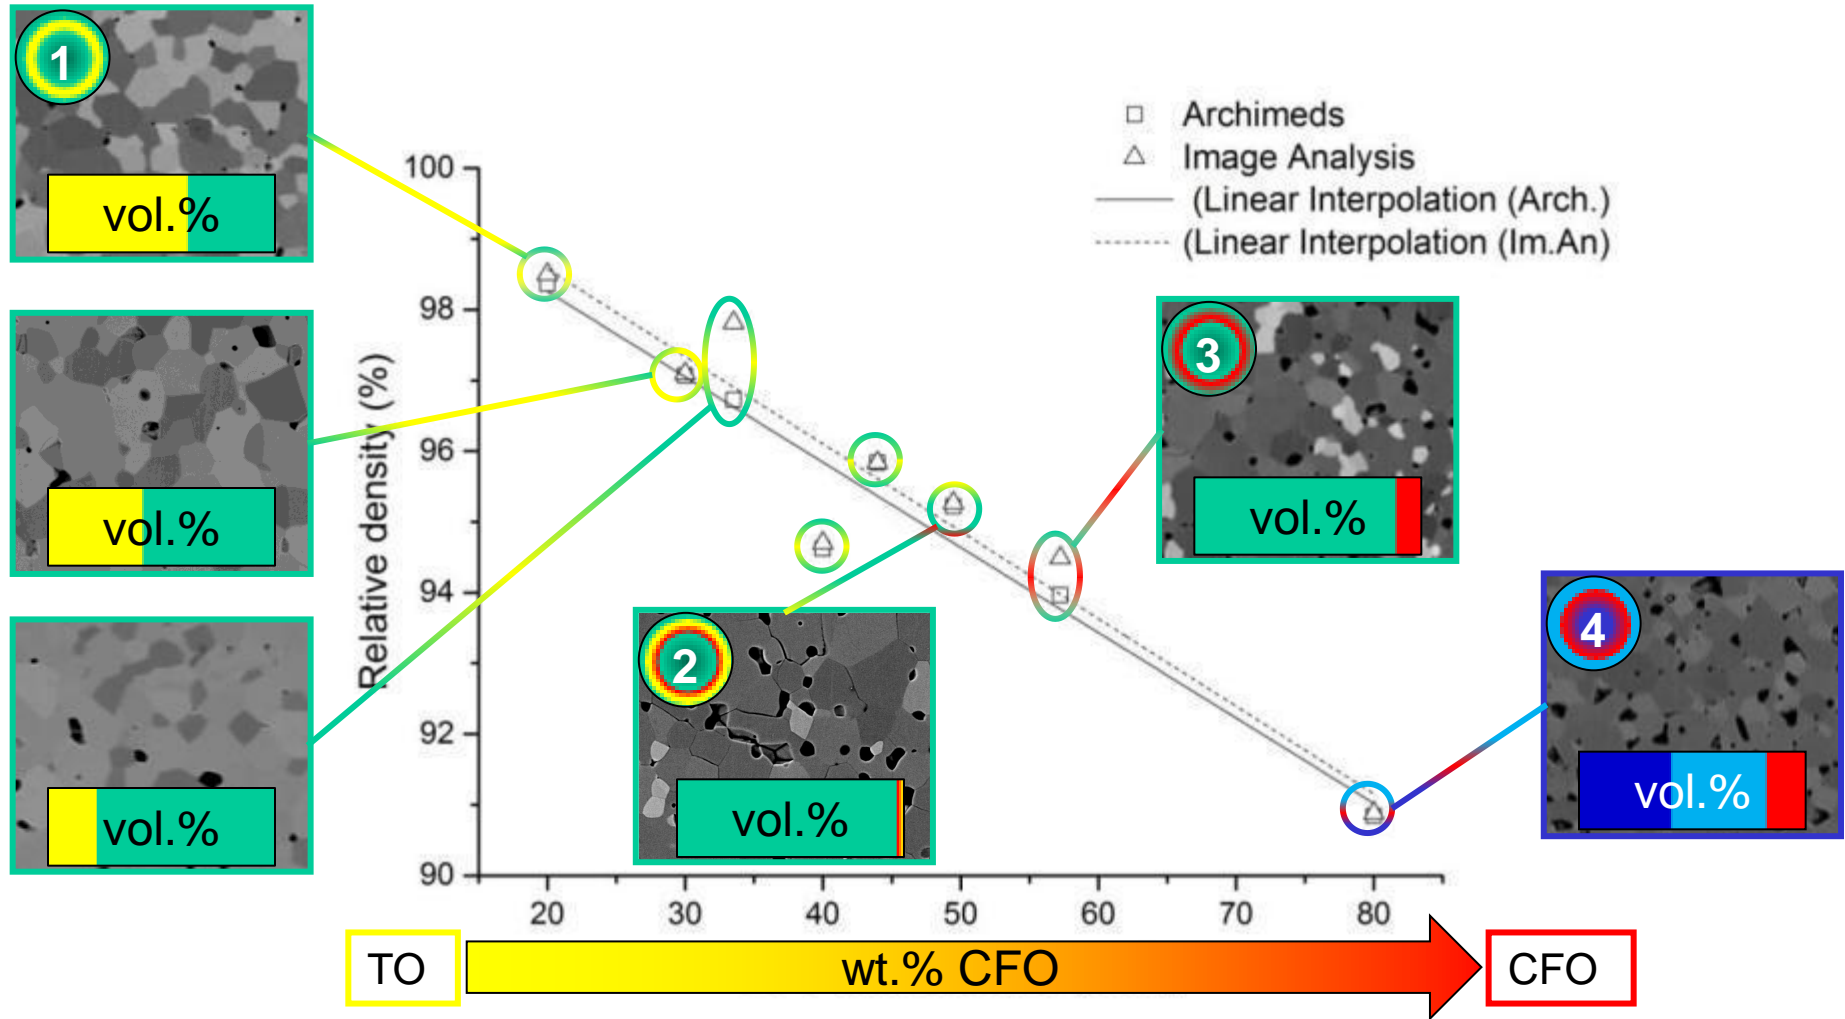 1
vol.%
vol.%
vol.%
Archimeds
Image Analysis
(Linear Interpolation (Arch.)
(Linear Interpolation (Im.An)
100
98
96
94
92
90
Relative density (%)
2
vol.%
3
vol.%
4
vol.%
20
30
40
50
60
70
80
TO
wt.% CFO
CFO